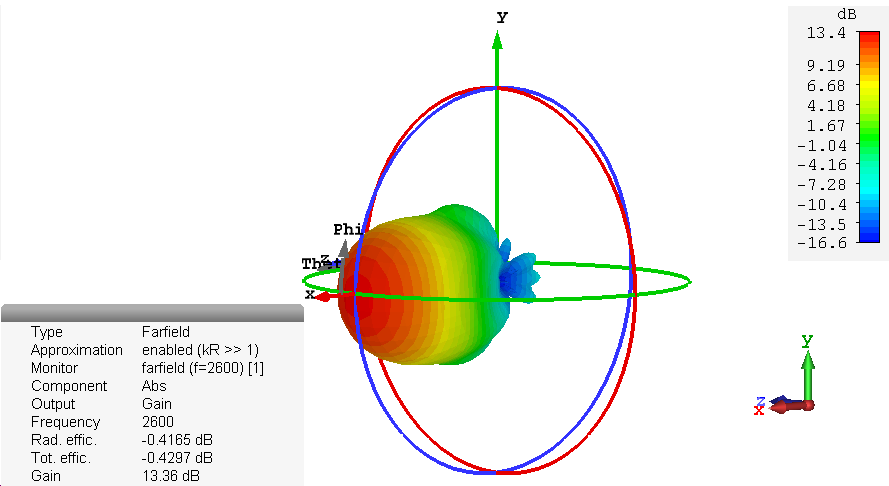 y
dB
13.4
9.19
6.68
4.18
1.67
-1.04
-4.16
-7.28
-10.4
-13.5
-16.6
Phi
z
x
Type Farfield
Approximation enabled (kR >> 1)
Monitor farfield (f=2600) [1]
Component Abs
Output Gain
Frequency 2600
Rad. effic. -0.4165 dB
Tot. effic. -0.4297 dB
Gain 13.36 dB
y
z
x